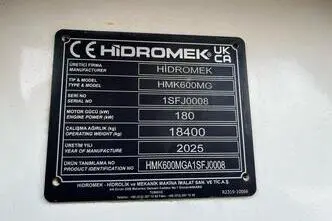 CE HiDROMEK UK CA
ÜRETİCİ FİRMA
MANUFACTURER HİDROMEK
TİP & MODEL
TYPE & MODEL HMK600MG
SERİ NO
SERIAL NO 1SFJ0008
MOTOR GÜCÜ (kW)
ENGINE POWER (kW) 180
ÇALIŞMA AĞIRLIK (kg)
OPERATING WEIGHT (kg) 18400
ÜRETİM YILI
YEAR OF MANUFACTURE 2025
ÜRÜN TANIMLAMA NO
PRODUCT IDENTIFICATION NO HMK600MGA1SFJ0008
HİDROMEK - HİDROLİK ve MEKANİK MAKİNA İMALAT SAN. VE TİC. A.Ş.